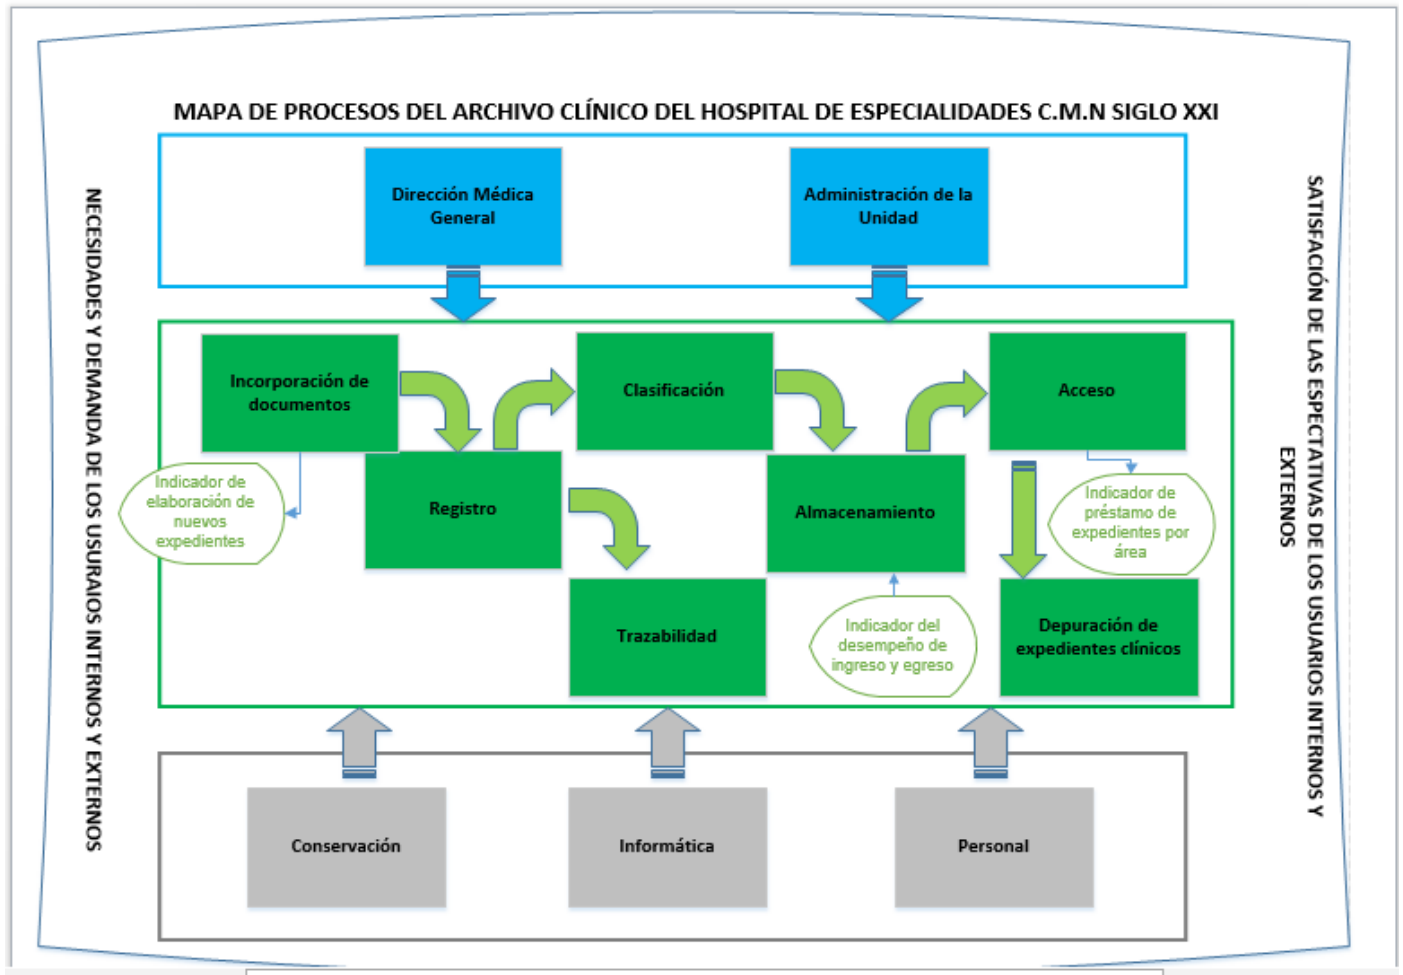 MAPA DE PROCESOS DEL ARCHIVO CLÍNICO DEL HOSPITAL DE ESPECIALIDADES C.M.N SIGLO XXI
NECESIDADES Y DEMANDA DE LOS USURAIOS INTERNOS Y EXTERNOS
Dirección Médica
General
Administración de la
Unidad
Incorporación de
documentos
Clasificación
Acceso
Indicador de
elaboración de
nuevos
expedientes
Registro
Almacenamiento
Indicador de
préstamo de
expedientes por
área
Trazabilidad
Indicador del
desempeño de
ingreso y egreso
Depuración de
expedientes clínicos
Conservación
Informática
Personal
SATISFACIÓN DE LAS ESPECTATIVAS DE LOS USUARIOS INTERNOS Y
EXTERNOS